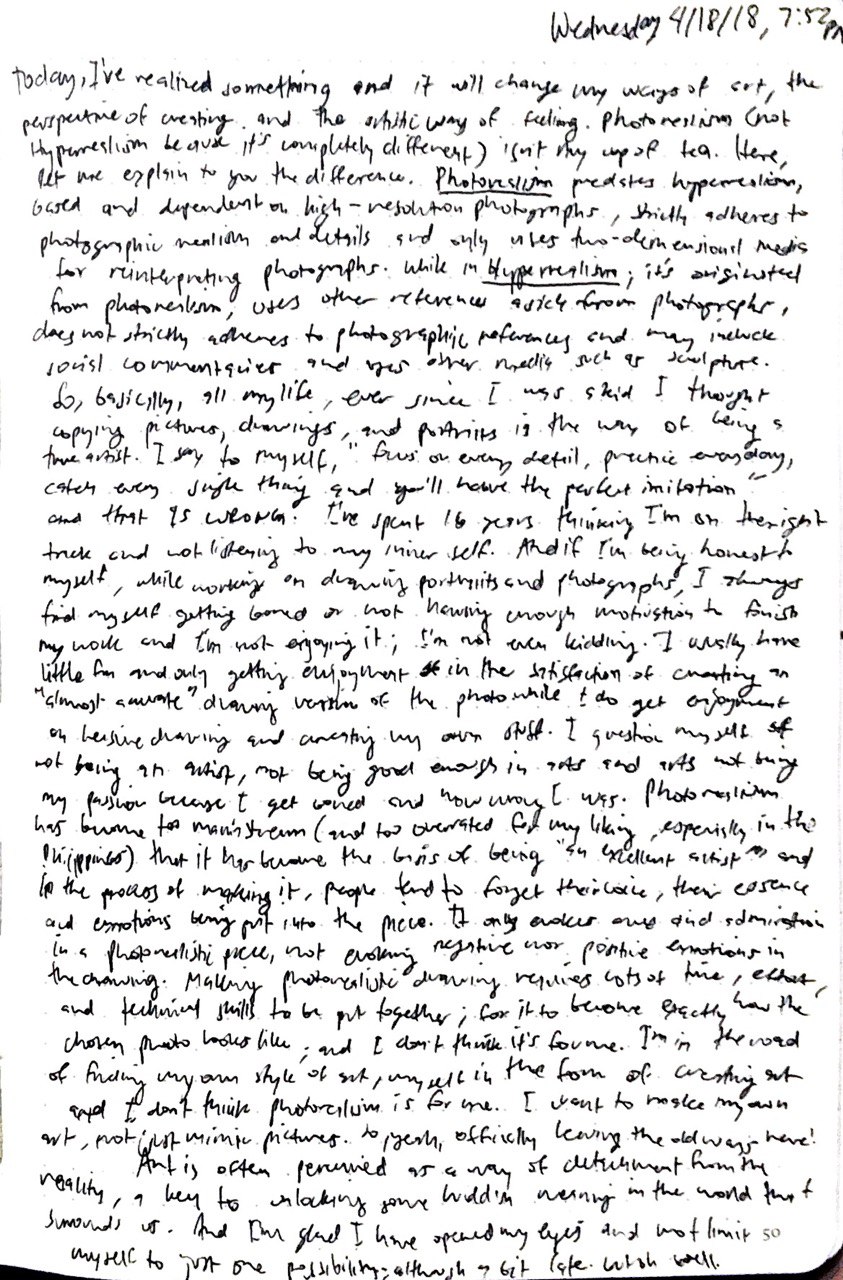 Wednesday 4/18/18, 7:52 PM
Today, I've realized something and it will change my ways of art, the
perspective of creating and the artistic way of feeling. Photorealism (not
Hyperrealism because it's completely different) isn't my cup of tea. Here,
let me explain to you the difference. Photorealism predates hyperrealism,
based and dependent on high-resolution photographs, strictly adheres to
photographic realism and details and only uses two-dimensional media
for reinterpreting photographs. While in Hyperrealism; it's originated
from photorealism, uses other references aside from photographs,
does not strictly adheres to photographic references and may include
social commentaries and uses other media such as sculpture.
So, basically, all my life, ever since I was a kid I thought
copying pictures, drawings, and portraits is the way of being a
true artist. I say to myself, "focus on every detail, practice everyday,
catch every single thing and you'll have the perfect imitation"
and that IS WRONG. I've spent 16 years thinking I'm on the right
track and not listening to my inner self. And if I'm being honest to
myself, while working on drawing portraits and photographs, I always
find myself getting bored or not having enough motivation to finish
my work and I'm not enjoying it; I'm not even kidding. I usually have
little fun and only getting enjoyment in the satisfaction of creating an
"almost accurate" drawing version of the photo while I do get enjoyment
on leisure drawing and creating my own stuff. I question myself of
not being an artist, not being good enough in arts and arts not being
my passion because I get bored and how wrong I was. Photorealism
has become too mainstream (and too overrated for my liking, especially in the
Philippines) that it has become the basis of being "an excellent artist" and
in the process of making it, people tend to forget their voice, their essence
and emotions being put into the piece. It only evokes awe and admiration
in a photorealistic piece, not evoking negative nor positive emotions in
the drawing. Making photorealistic drawing requires lots of time, effort,
and technical skills to be put together; for it to become exactly how the
chosen photo looks like; and I don't think it's for me. I'm in the road
of finding my own style of art, myself in the form of creating art
and I don't think photorealism is for me. I want to make my own
art, not just mimic pictures. So yeah, officially leaving the old ways here!
Art is often perceived as a way of detachment from the
reality, a key to unlocking some hidden meaning in the world that
surrounds us. And I'm glad I have opened my eyes and not limit so
myself to just one possibility; although a bit late. well.